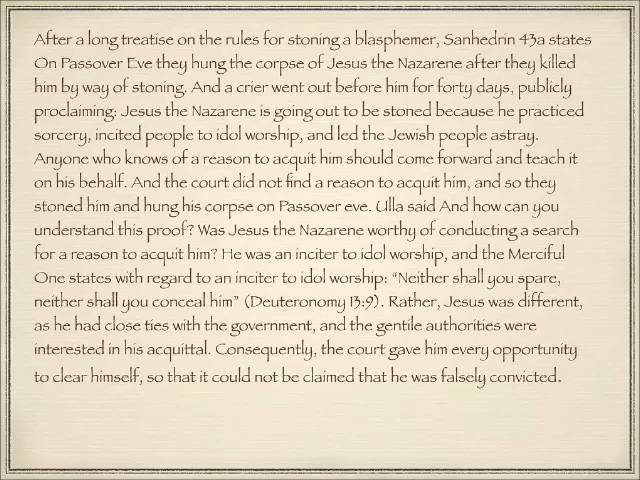 After a long treatise on the rules for stoning a blasphemer, Sanhedrin 43a states
On Passover Eve they hung the corpse of Jesus the Nazarene after they killed
him by way of stoning. And a crier went out before him for forty days, publicly
proclaiming: Jesus the Nazarene is going out to be stoned because he practiced
sorcery, incited people to idol worship, and led the Jewish people astray.
Anyone who knows of a reason to acquit him should come forward and teach it
on his behalf. And the court did not find a reason to acquit him, and so they
stoned him and hung his corpse on Passover eve. Ulla said And how can you
understand this proof? Was Jesus the Nazarene worthy of conducting a search
for a reason to acquit him? He was an inciter to idol worship, and the Merciful
One states with regard to an inciter to idol worship: “Neither shall you spare,
neither shall you conceal him” (Deuteronomy 13:9). Rather, Jesus was different,
as he had close ties with the government, and the gentile authorities were
interested in his acquittal. Consequently, the court gave him every opportunity
to clear himself, so that it could not be claimed that he was falsely convicted.